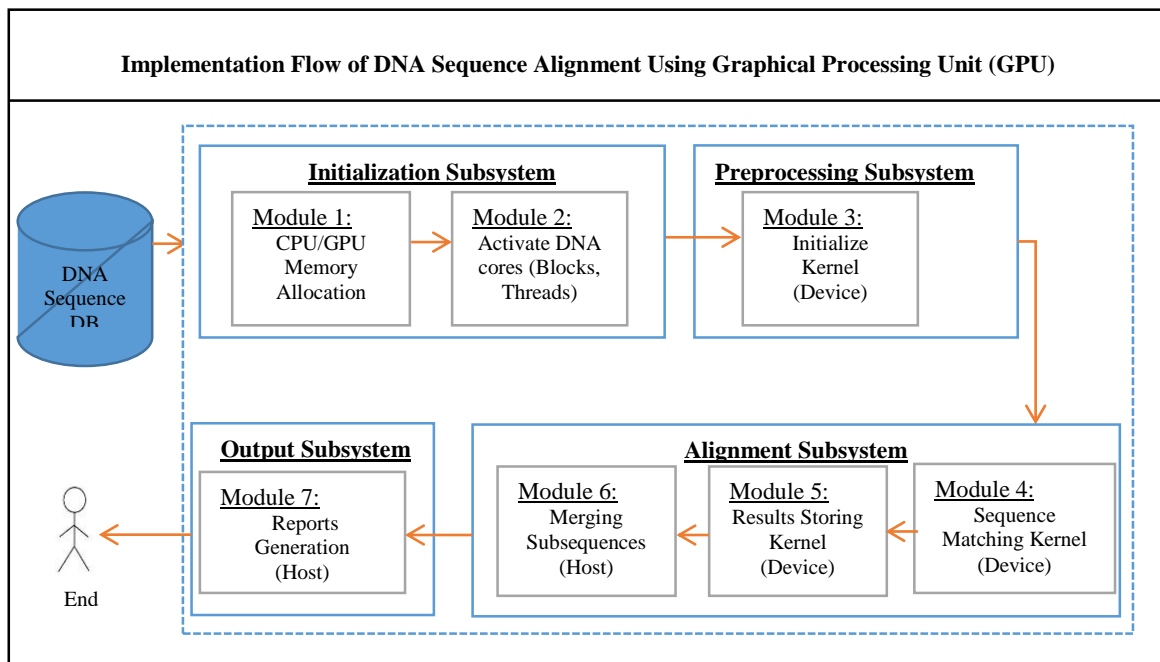 Implementation Flow of DNA Sequence Alignment Using Graphical Processing Unit (GPU)
DNA
Sequence
DB
Initialization Subsystem
Module 1:
CPU/GPU
Memory
Allocation
Module 2:
Activate DNA
cores (Blocks,
Threads)
Preprocessing Subsystem
Module 3:
Initialize
Kernel
(Device)
Alignment Subsystem
Module 4:
Sequence
Matching Kernel
(Device)
Module 5:
Results Storing
Kernel
(Device)
Module 6:
Merging
Subsequences
(Host)
Output Subsystem
Module 7:
Reports
Generation
(Host)
End